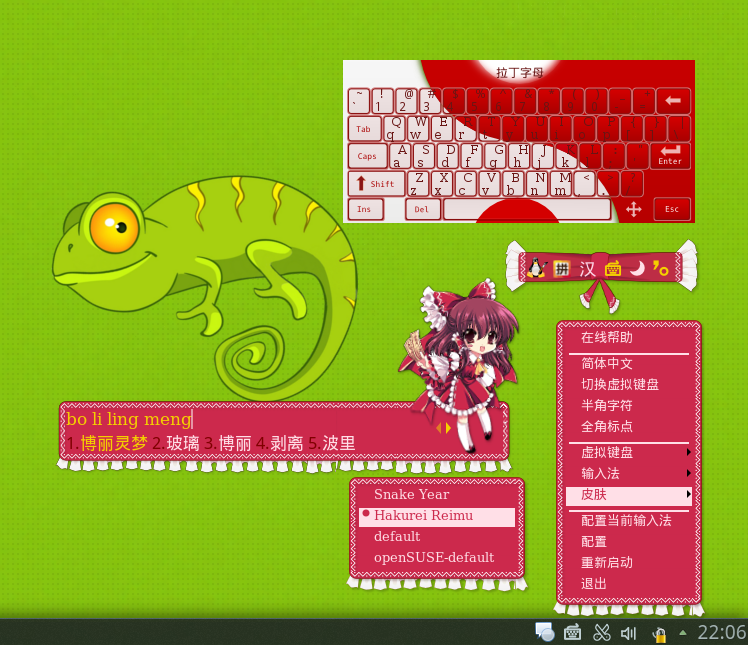 拉丁字母
~ ! @ #
` 1 2 3
Tab Q W E
q w e r
Caps A S D F G H J K
a s d f g h j k
Shift Z X C V B N M <
z x c v b n m ,
Enter
Ins Del Esc
拼 汉
bo li ling meng
1.博丽灵梦 2.玻璃 3.博丽 4.剥离 5.波里
Snake Year
Hakurei Reimu
default
openSUSE-default
在线帮助
简体中文
切换虚拟键盘
半角字符
全角标点
虚拟键盘
输入法
皮肤
配置当前输入法
配置
重新启动
退出
22:06